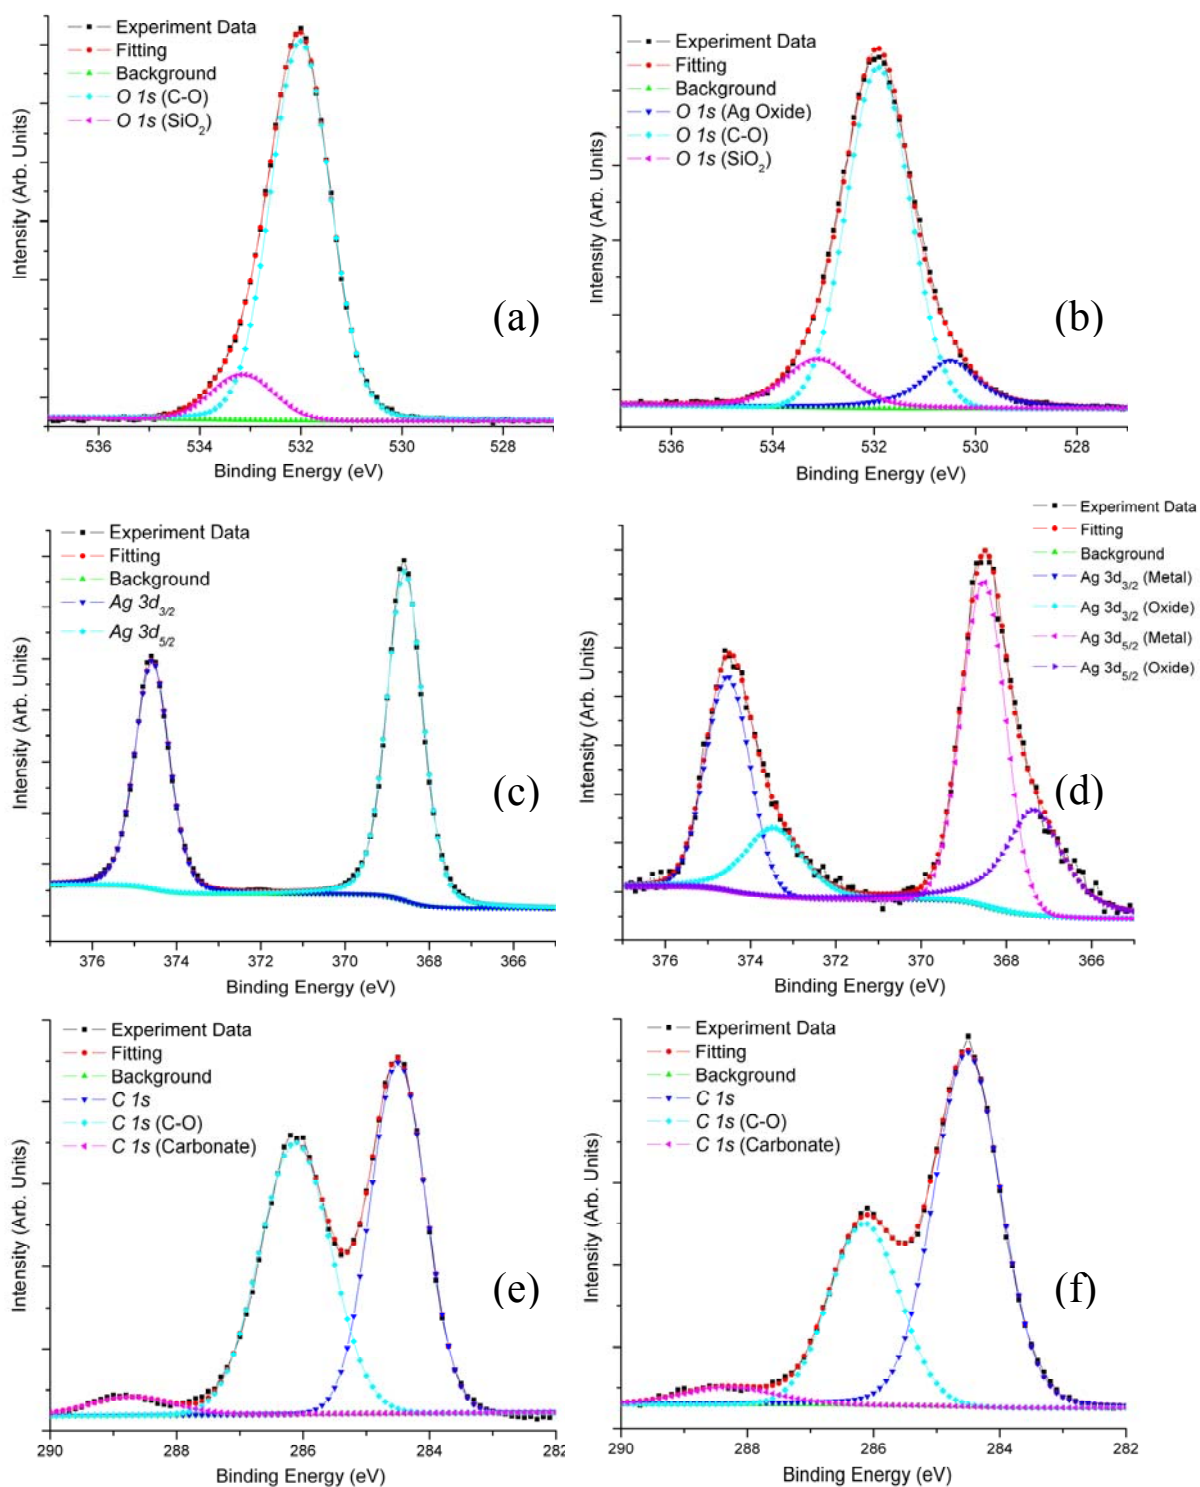 Experiment Data
Fitting
Background
O 1s (C-O)
O 1s (SiO2)
Intensity (Arb. Units)
(a)
536 534 532 530 528
Binding Energy (eV)
Experiment Data
Fitting
Background
O 1s (Ag Oxide)
O 1s (C-O)
O 1s (SiO2)
Intensity (Arb. Units)
(b)
536 534 532 530 528
Binding Energy (eV)
Experiment Data
Fitting
Background
Ag 3d3/2
Ag 3d5/2
Intensity (Arb. Units)
(c)
376 374 372 370 368 366
Binding Energy (eV)
Experiment Data
Fitting
Background
Ag 3d3/2 (Metal)
Ag 3d3/2 (Oxide)
Ag 3d5/2 (Metal)
Ag 3d5/2 (Oxide)
Intensity (Arb. Units)
(d)
376 374 372 370 368 366
Binding Energy (eV)
Experiment Data
Fitting
Background
C 1s
C 1s (C-O)
C 1s (Carbonate)
Intensity (Arb. Units)
(e)
290 288 286 284 282
Binding Energy (eV)
Experiment Data
Fitting
Background
C 1s
C 1s (C-O)
C 1s (Carbonate)
Intensity (Arb. Units)
(f)
290 288 286 284 282
Binding Energy (eV)